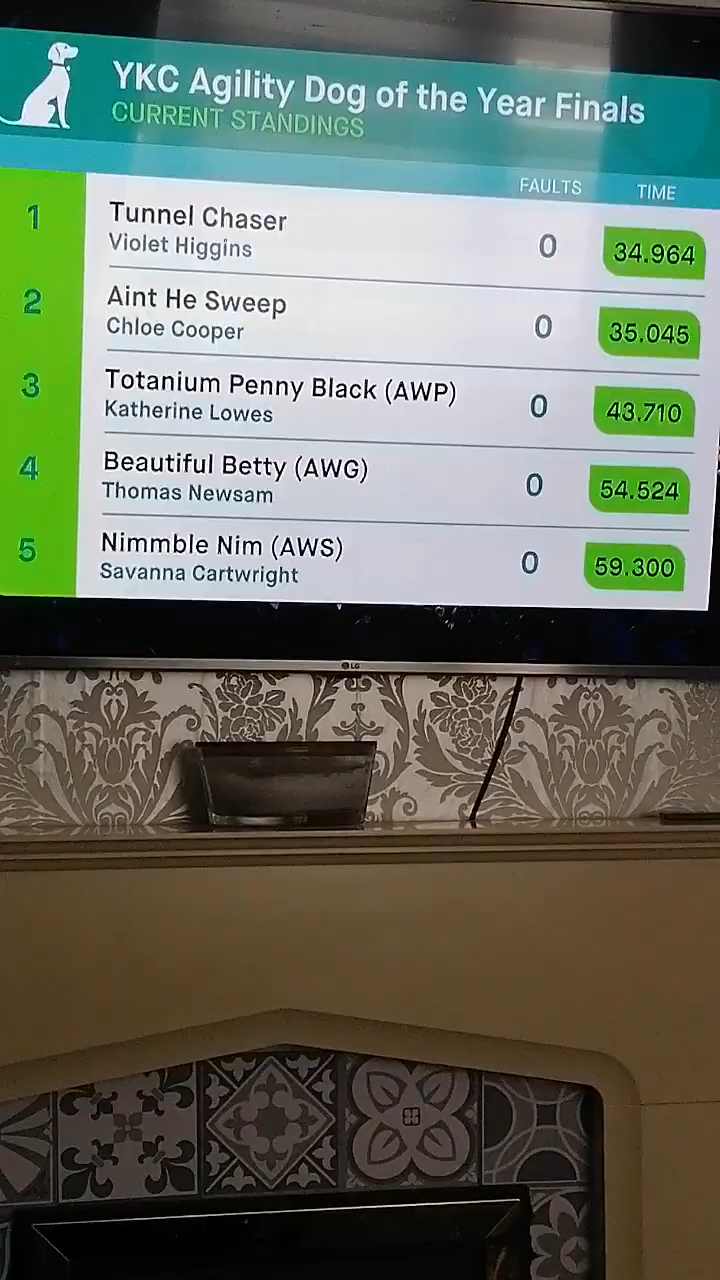 YKC Agility Dog of the Year Finals
CURRENT STANDINGS
FAULTS TIME
1 Tunnel Chaser 0 34.964
Violet Higgins
2 Aint He Sweep 0 35.045
Chloe Cooper
3 Totanium Penny Black (AWP) 0 43.710
Katherine Lowes
4 Beautiful Betty (AWG) 0 54.524
Thomas Newsam
5 Nimmble Nim (AWS) 0 59.300
Savanna Cartwright
LG